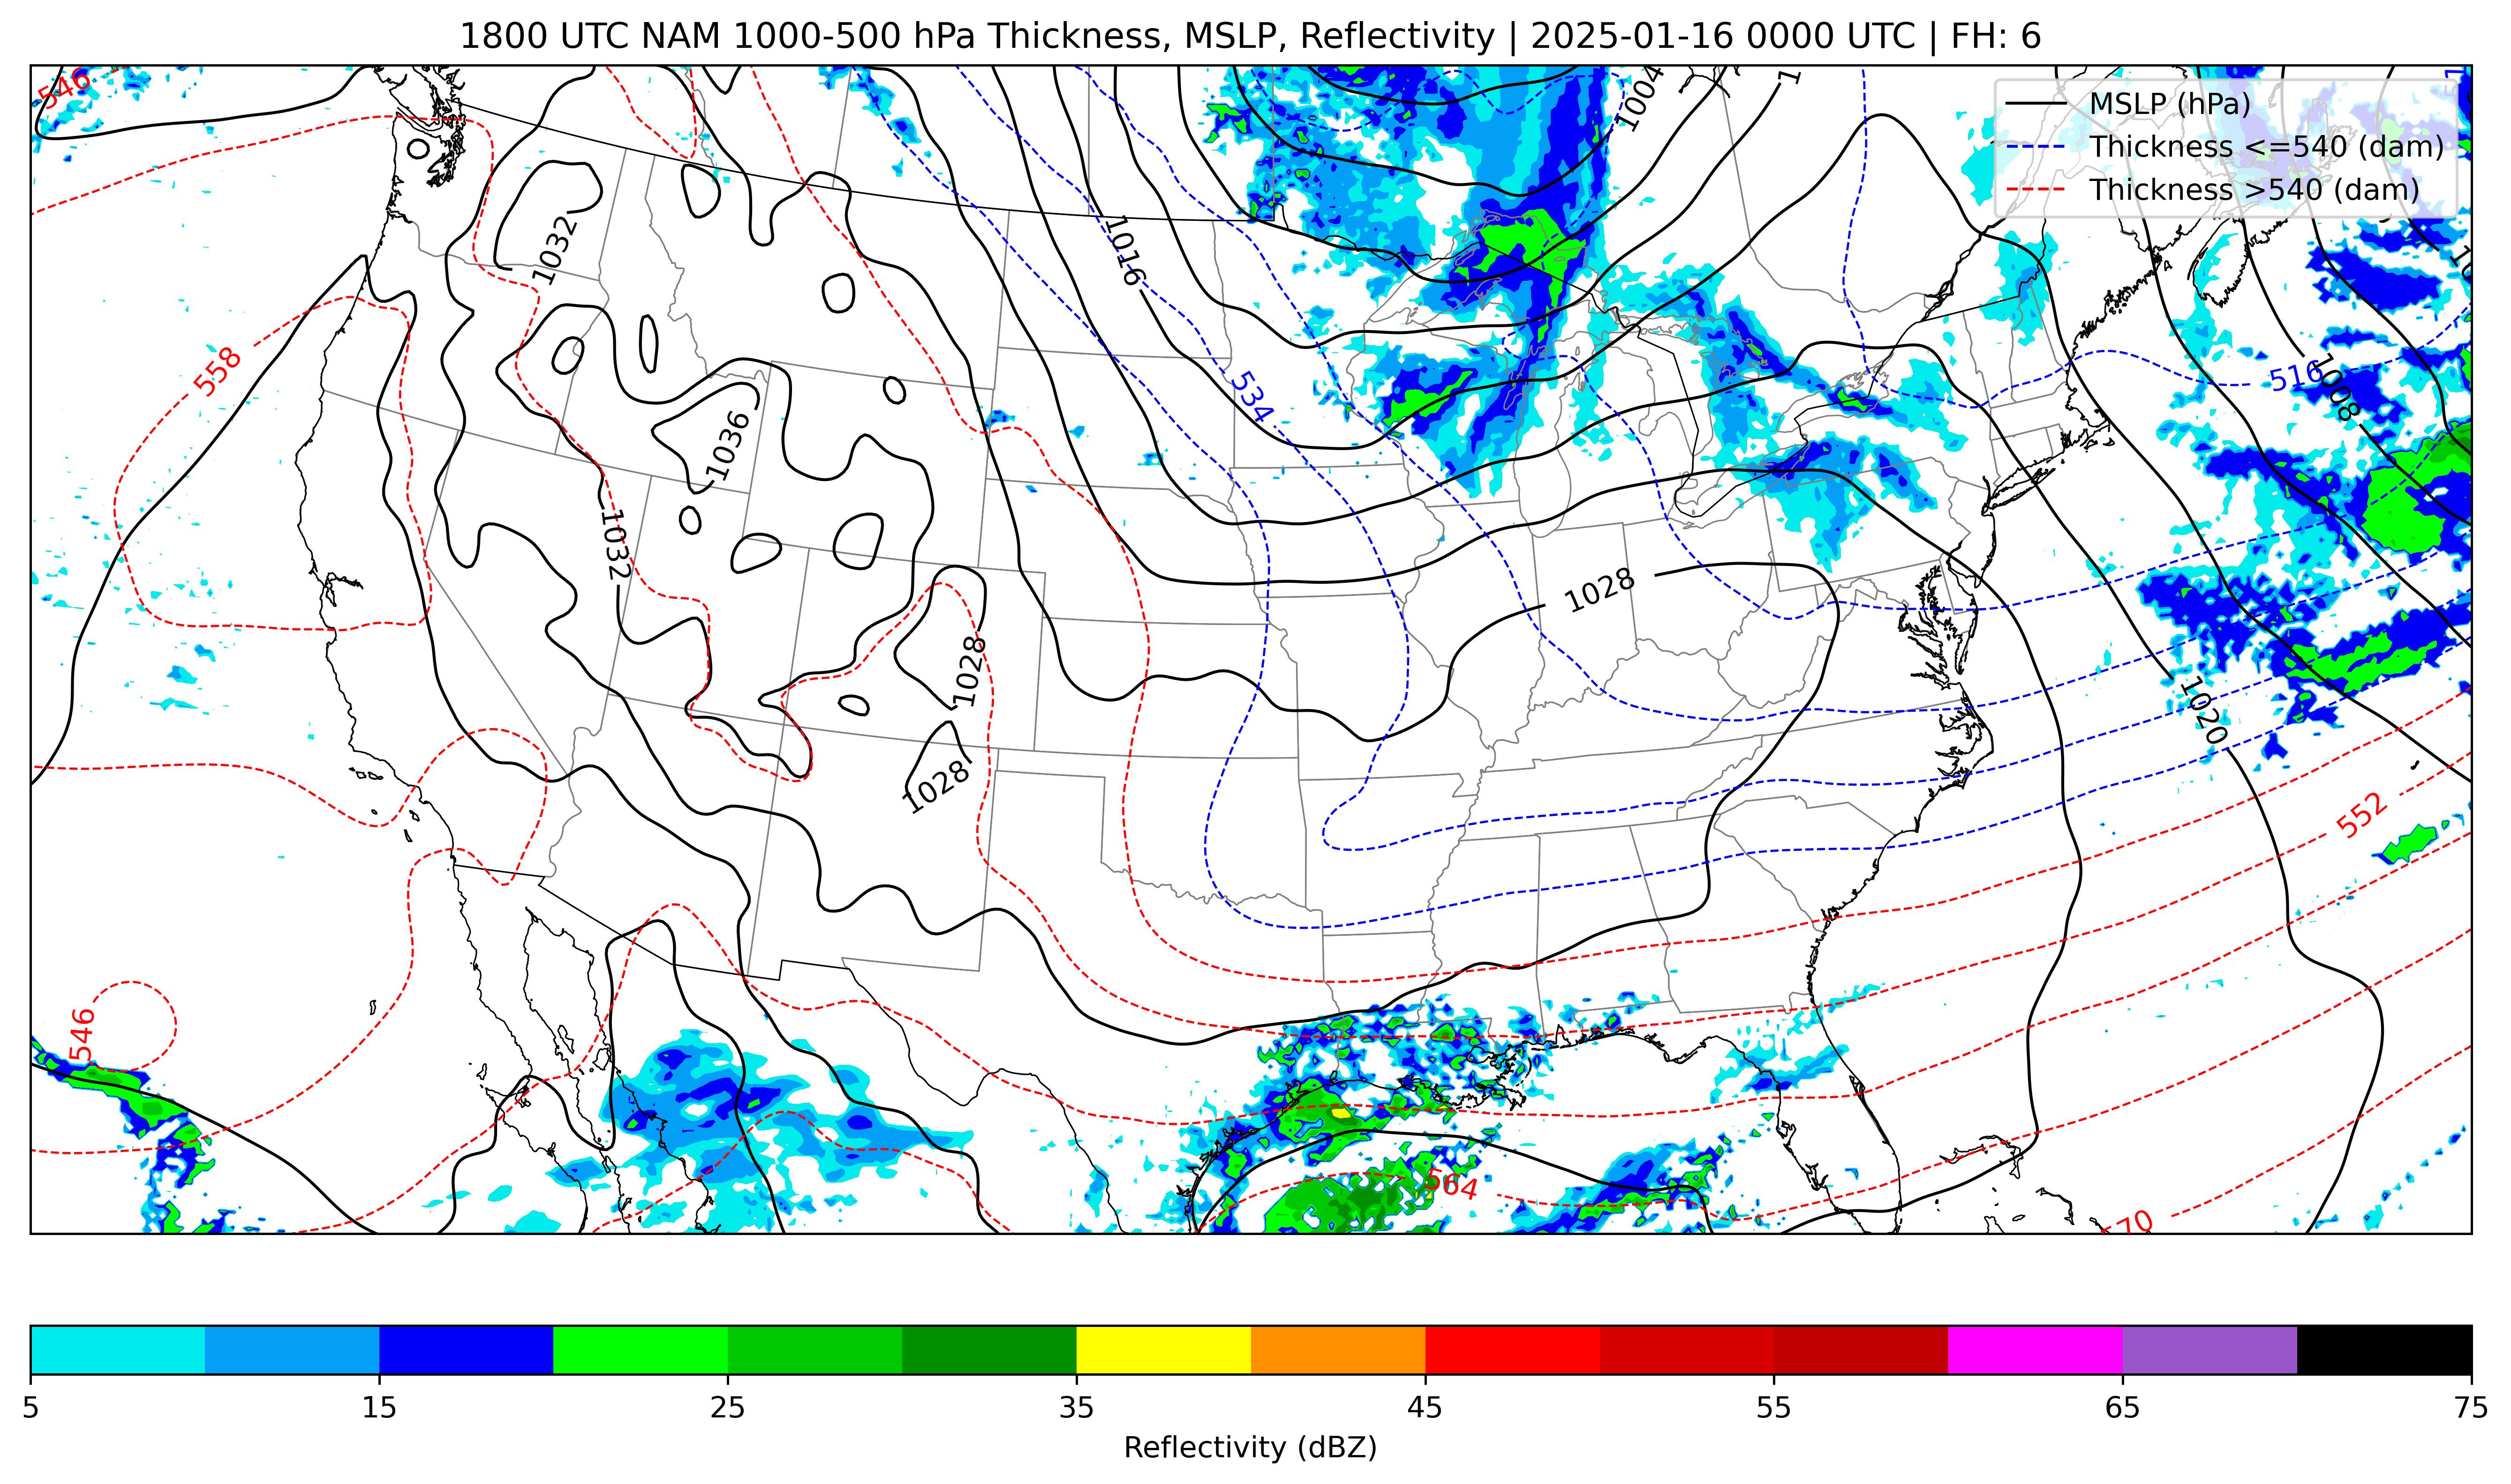 1800 UTC NAM 1000-500 hPa Thickness, MSLP, Reflectivity | 2025-01-16 0000 UTC | FH: 6
MSLP (hPa)
Thickness <=540 (dam)
Thickness >540 (dam)
546
1004
1032
1016
558
534
516
1008
1036
1032
1028
1028
1020
1028
552
546
564
5 15 25 35 45 55 65 75
Reflectivity (dBZ)